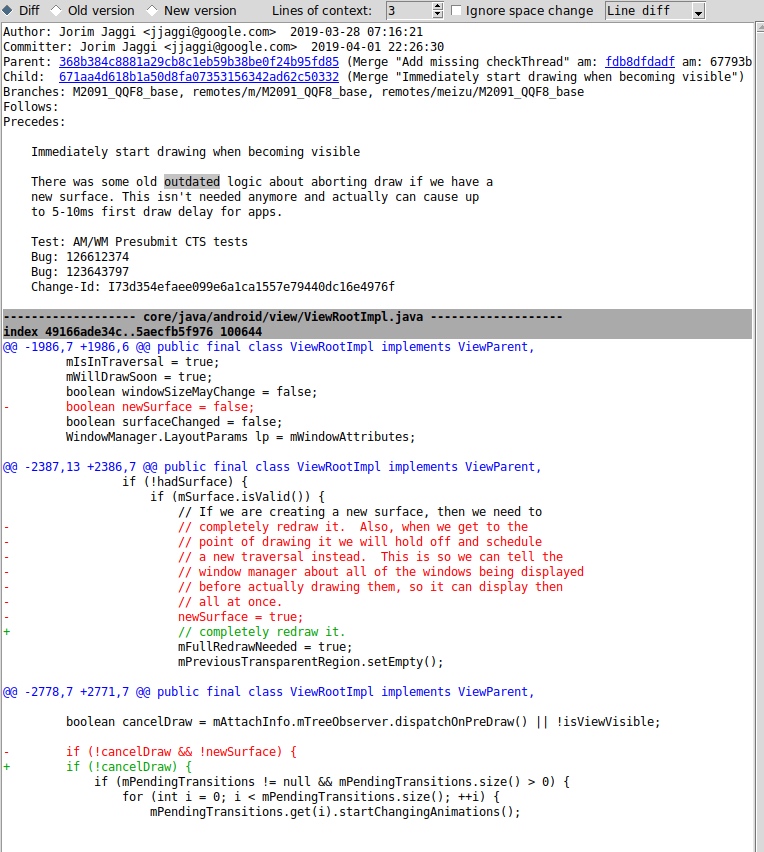 Diff Old version New version Lines of context: 3 Ignore space change Line diff
Author: Jorim Jaggi <jjaggi@google.com>  2019-03-28 07:16:21
Committer: Jorim Jaggi <jjaggi@google.com>  2019-04-01 22:26:30
Parent: 368b384c8881a29cb8c1eb59b38be0f24b95fd85 (Merge "Add missing checkThread" am: fdb8dfdadf am: 67793b
Child:  671aa4d618b1a50d8fa07353156342ad62c50332 (Merge "Immediately start drawing when becoming visible")
Branches: M2091_QQF8_base, remotes/m/M2091_QQF8_base, remotes/meizu/M2091_QQF8_base
Follows:
Precedes:

    Immediately start drawing when becoming visible

    There was some old outdated logic about aborting draw if we have a
    new surface. This isn't needed anymore and actually can cause up
    to 5-10ms first draw delay for apps.

    Test: AM/WM Presubmit CTS tests
    Bug: 126612374
    Bug: 123643797
    Change-Id: I73d354efaee099e6a1ca1557e79440dc16e4976f

------------------- core/java/android/view/ViewRootImpl.java -------------------
index 49166ade34c..5aecfb5f976 100644
@@ -1986,7 +1986,6 @@ public final class ViewRootImpl implements ViewParent,
         mIsInTraversal = true;
         mWillDrawSoon = true;
         boolean windowSizeMayChange = false;
-        boolean newSurface = false;
         boolean surfaceChanged = false;
         WindowManager.LayoutParams lp = mWindowAttributes;

@@ -2387,13 +2386,7 @@ public final class ViewRootImpl implements ViewParent,
                 if (!hadSurface) {
                     if (mSurface.isValid()) {
                         // If we are creating a new surface, then we need to
-                        // completely redraw it.  Also, when we get to the
-                        // point of drawing it we will hold off and schedule
-                        // a new traversal instead.  This is so we can tell the
-                        // window manager about all of the windows being displayed
-                        // before actually drawing them, so it can display then
-                        // all at once.
-                        newSurface = true;
+                        // completely redraw it.
                         mFullRedrawNeeded = true;
                         mPreviousTransparentRegion.setEmpty();

@@ -2778,7 +2771,7 @@ public final class ViewRootImpl implements ViewParent,

         boolean cancelDraw = mAttachInfo.mTreeObserver.dispatchOnPreDraw() || !isViewVisible;

-        if (!cancelDraw && !newSurface) {
+        if (!cancelDraw) {
             if (mPendingTransitions != null && mPendingTransitions.size() > 0) {
                 for (int i = 0; i < mPendingTransitions.size(); ++i) {
                     mPendingTransitions.get(i).startChangingAnimations();